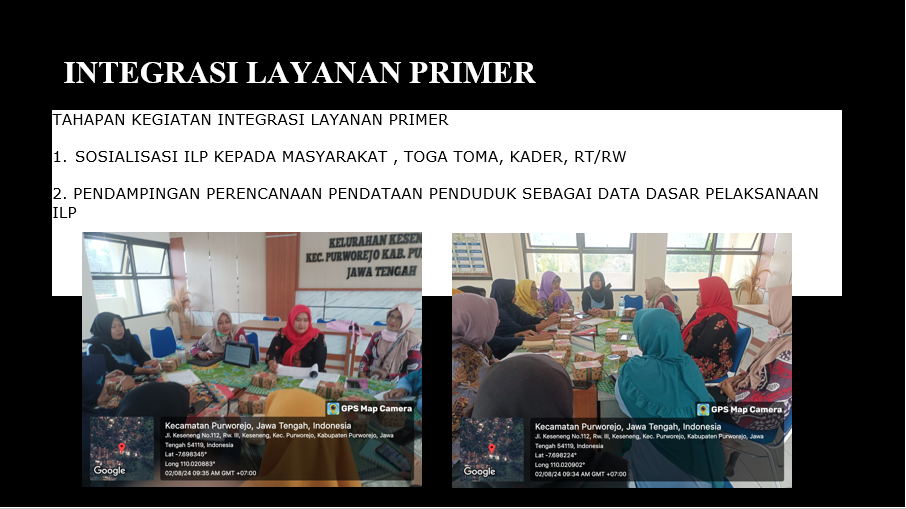 INTEGRASI LAYANAN PRIMER
TAHAPAN KEGIATAN INTEGRASI LAYANAN PRIMER
1. SOSIALISASI ILP KEPADA MASYARAKAT , TOGA TOMA, KADER, RT/RW
2. PENDAMPINGAN PERENCANAAN PENDATAAN PENDUDUK SEBAGAI DATA DASAR PELAKSANAAN
ILP
KELURAHAN KESEN
KEC. PURWOREJO KAB. PU
JAWA TENGAH
GPS Map Camera
Kecamatan Purworejo, Jawa Tengah, Indonesia
Jl. Keseneng No.112, Rw. III, Keseneng, Kec. Purworejo, Kabupaten Purworejo, Jawa
Tengah 54119, Indonesia
Lat -7.698345°
Long 110.020883°
02/08/24 09:35 AM GMT +07:00
Google
GPS Map Camera
Kecamatan Purworejo, Jawa Tengah, Indonesia
Jl. Keseneng No.112, Rw. III, Keseneng, Kec. Purworejo, Kabupaten Purworejo, Jawa
Tengah 54119, Indonesia
Lat -7.698224°
Long 110.020902°
02/08/24 09:34 AM GMT +07:00
Google